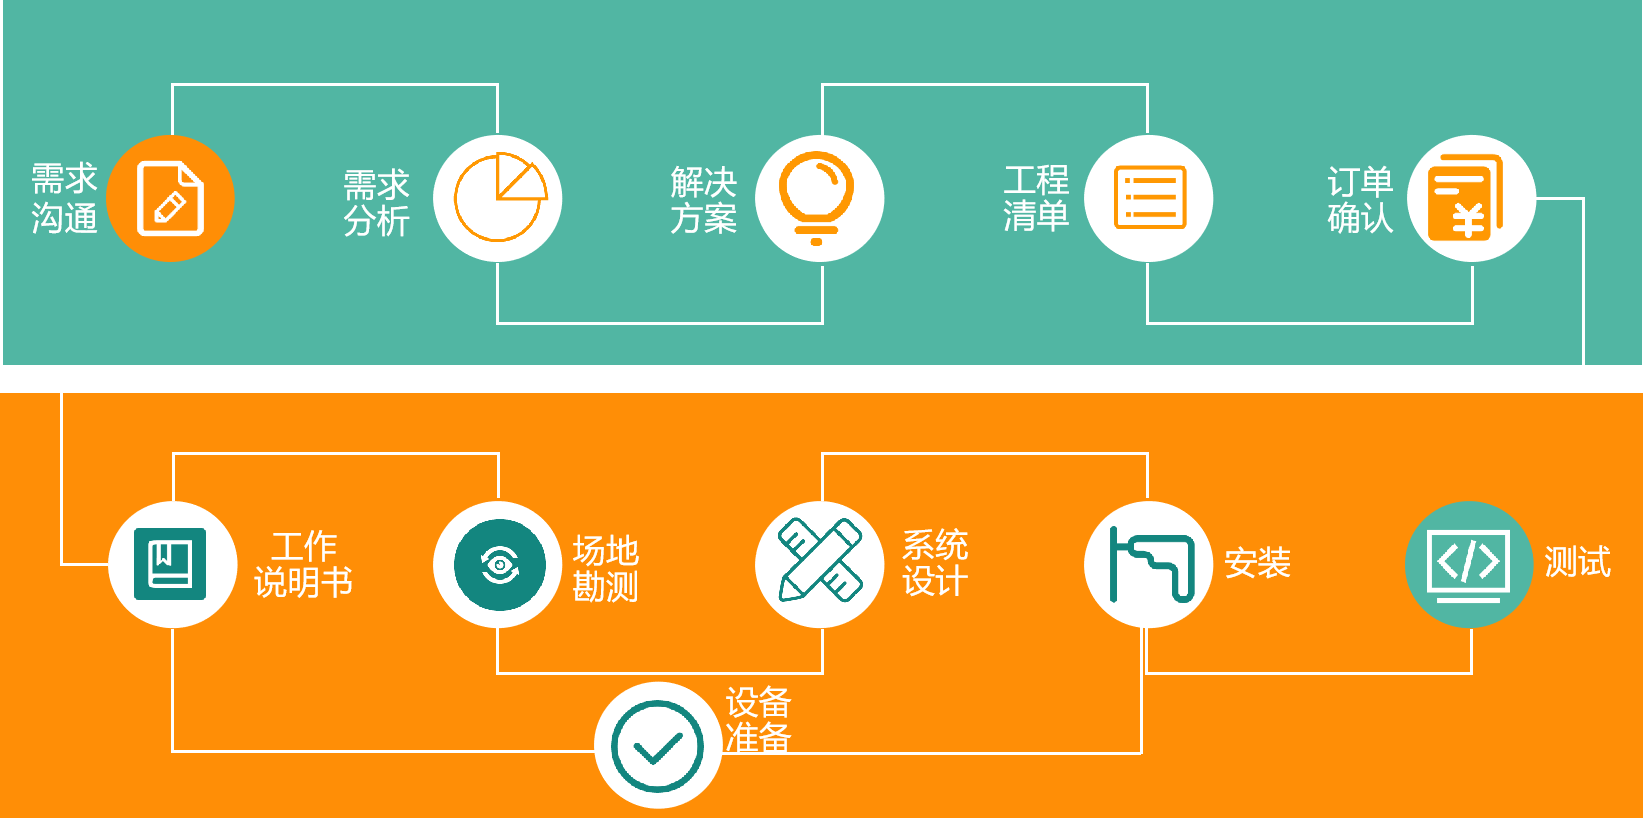 需求
沟通
需求
分析
解决
方案
工程
清单
订单
确认
工作
说明书
场地
勘测
系统
设计
安装
测试
设备
准备